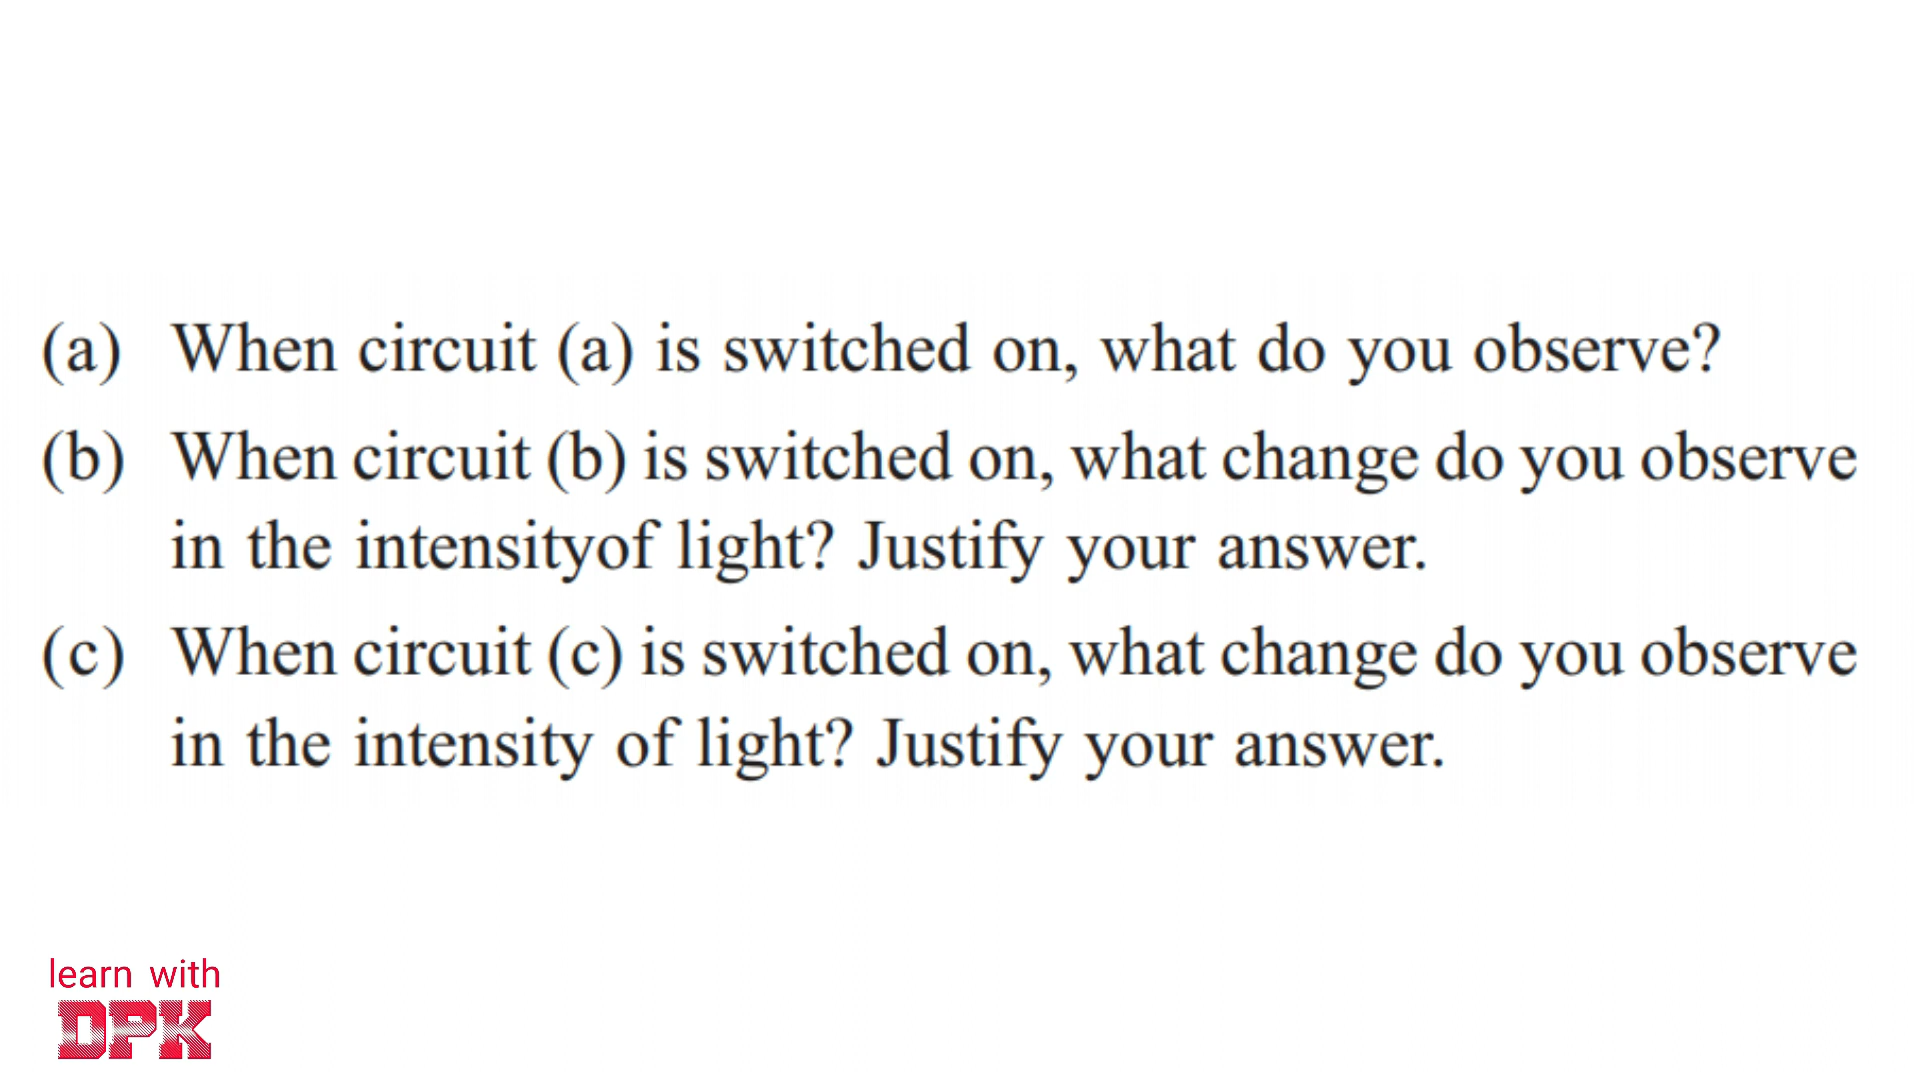 (a) When circuit (a) is switched on, what do you observe?
(b) When circuit (b) is switched on, what change do you observe
in the intensityof light? Justify your answer.
(c) When circuit (c) is switched on, what change do you observe
in the intensity of light? Justify your answer.
learn with
DPK